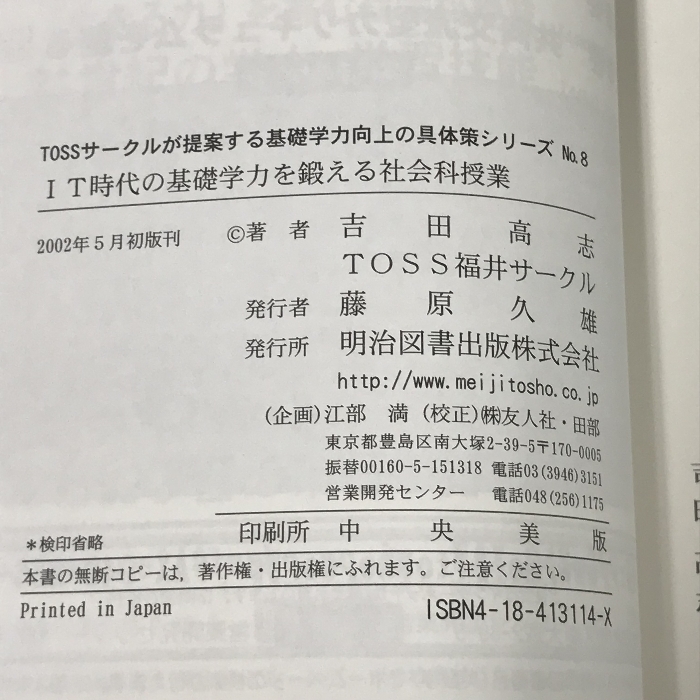 TOSSサークルが提案する基礎学力向上の具体策シリーズ No.8
IT時代の基礎学力を鍛える社会科授業
2002年5月初版刊 ©著 者 吉 田 高 志
TOSS福井サークル
発行者 藤 原 久 雄
発行所 明治図書出版株式会社
http://www.meijitosho.co.jp
(企画)江部 満 (校正)㈱友人社・田部
東京都豊島区南大塚2-39-5〒170-0005
振替00160-5-151318 電話03(3946)3151
営業開発センター 電話048(256)1175
*検印省略 印刷所 中 央 美 版
本書の無断コピーは，著作権・出版権にふれます。ご注意ください。
Printed in Japan ISBN4-18-413114-X